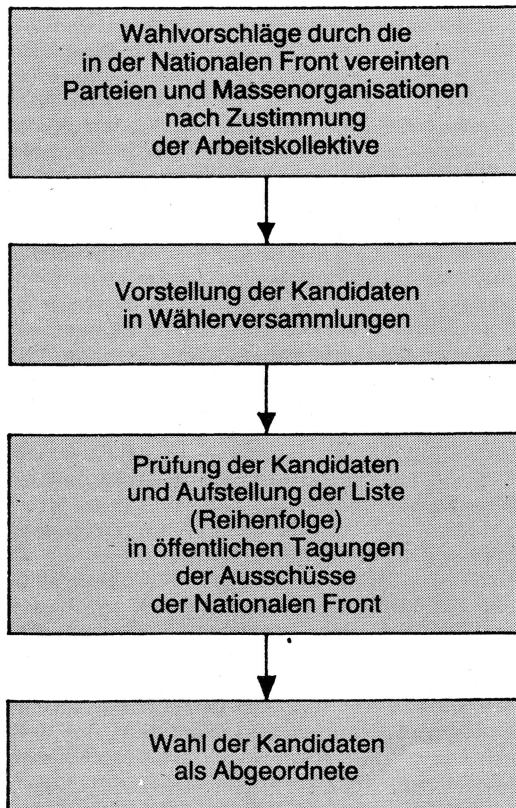 Wahlvorschläge durch die
in der Nationalen Front vereinten
Parteien und Massenorganisationen
nach Zustimmung
der Arbeitskollektive
Vorstellung der Kandidaten
in Wählerversammlungen
Prüfung der Kandidaten
und Aufstellung der Liste
(Reihenfolge)
in öffentlichen Tagungen
der Ausschüsse
der Nationalen Front
Wahl der Kandidaten
als Abgeordnete